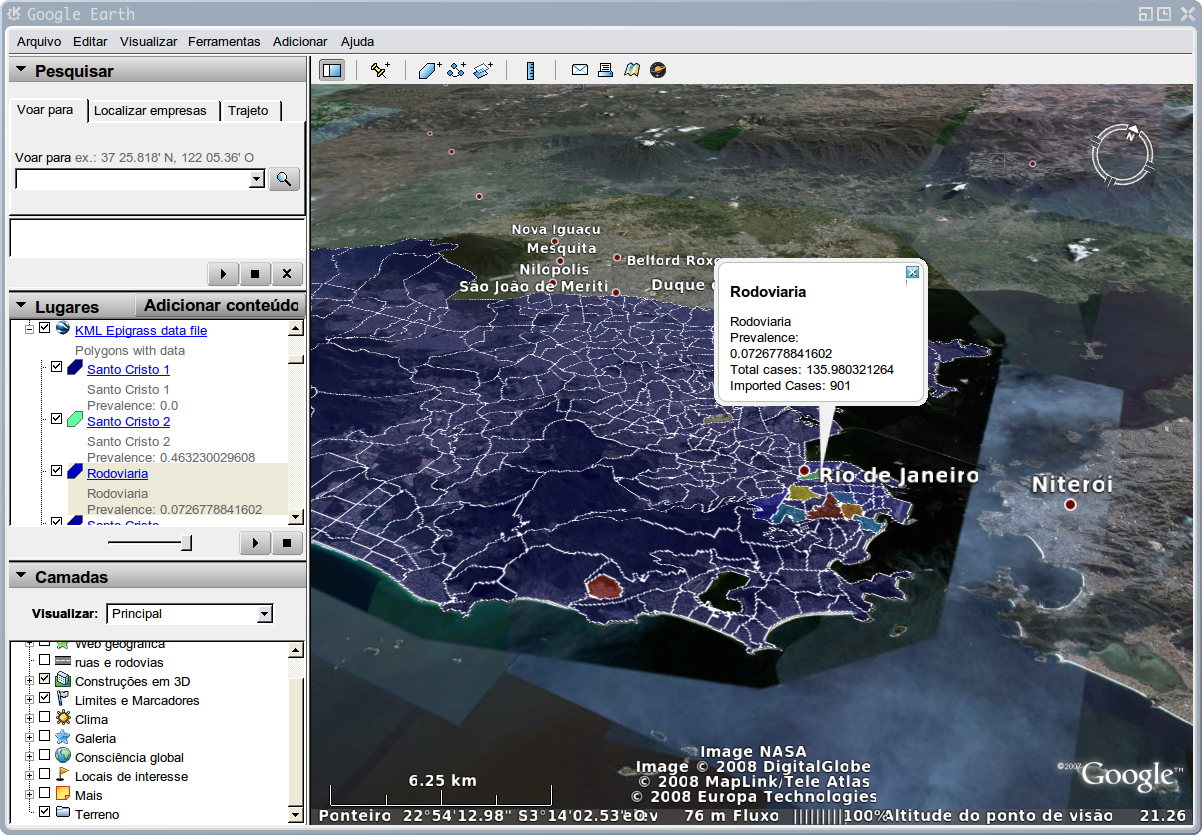 Google Earth
Arquivo Editar Visualizar Ferramentas Adicionar Ajuda
Pesquisar
Voar para Localizar empresas Trajeto
Voar para ex.: 37 25.818' N, 122 05.36' O
Lugares Adicionar conteúdo
KML Epigrass data file
Polygons with data
Santo Cristo 1
Santo Cristo 1
Prevalence: 0.0
Santo Cristo 2
Santo Cristo 2
Prevalence: 0.463230029608
Rodoviaria
Rodoviaria
Prevalence: 0.0726778841602
Santo Cristo
Camadas
Visualizar: Principal
Web geográfica
ruas e rodovias
Construções em 3D
Limites e Marcadores
Clima
Galeria
Consciência global
Locais de interesse
Mais
Terreno
N
Nova Iguaçu
Mesquita
Belford Roxo
Nilopolis
São João de Meriti
Duque
Rodoviaria
Rodoviaria
Prevalence:
0.0726778841602
Total cases: 135.980321264
Imported Cases: 901
Rio de Janeiro
Niterói
Image NASA
Image © 2008 DigitalGlobe
© 2008 MapLink/Tele Atlas
© 2008 Europa Technologies
6.25 km
©2007 Google™
Ponteiro 22°54'12.98" S 3°14'02.53" O Elev 76 m Fluxo ||||||||| 100% Altitude do ponto de visão 21.26